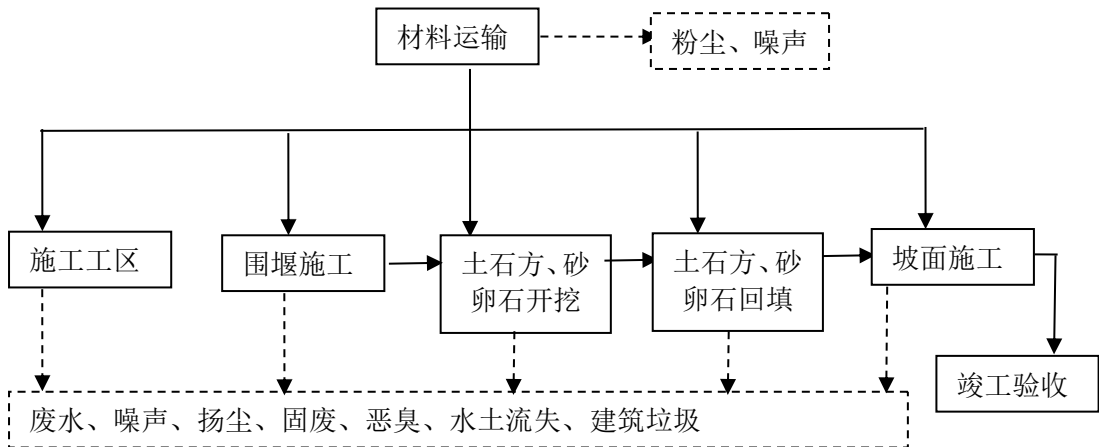 材料运输
粉尘、噪声
施工工区
围堰施工
土石方、砂
卵石开挖
土石方、砂
卵石回填
坡面施工
竣工验收
废水、噪声、扬尘、固废、恶臭、水土流失、建筑垃圾